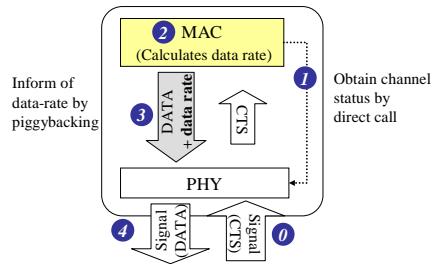 2 MAC
(Calculates data rate)
Inform of
data-rate by
piggybacking
1
Obtain channel
status by
direct call
3
DATA
+ data rate
CTS
PHY
4
Signal
(DATA)
Signal
(CTS)
0